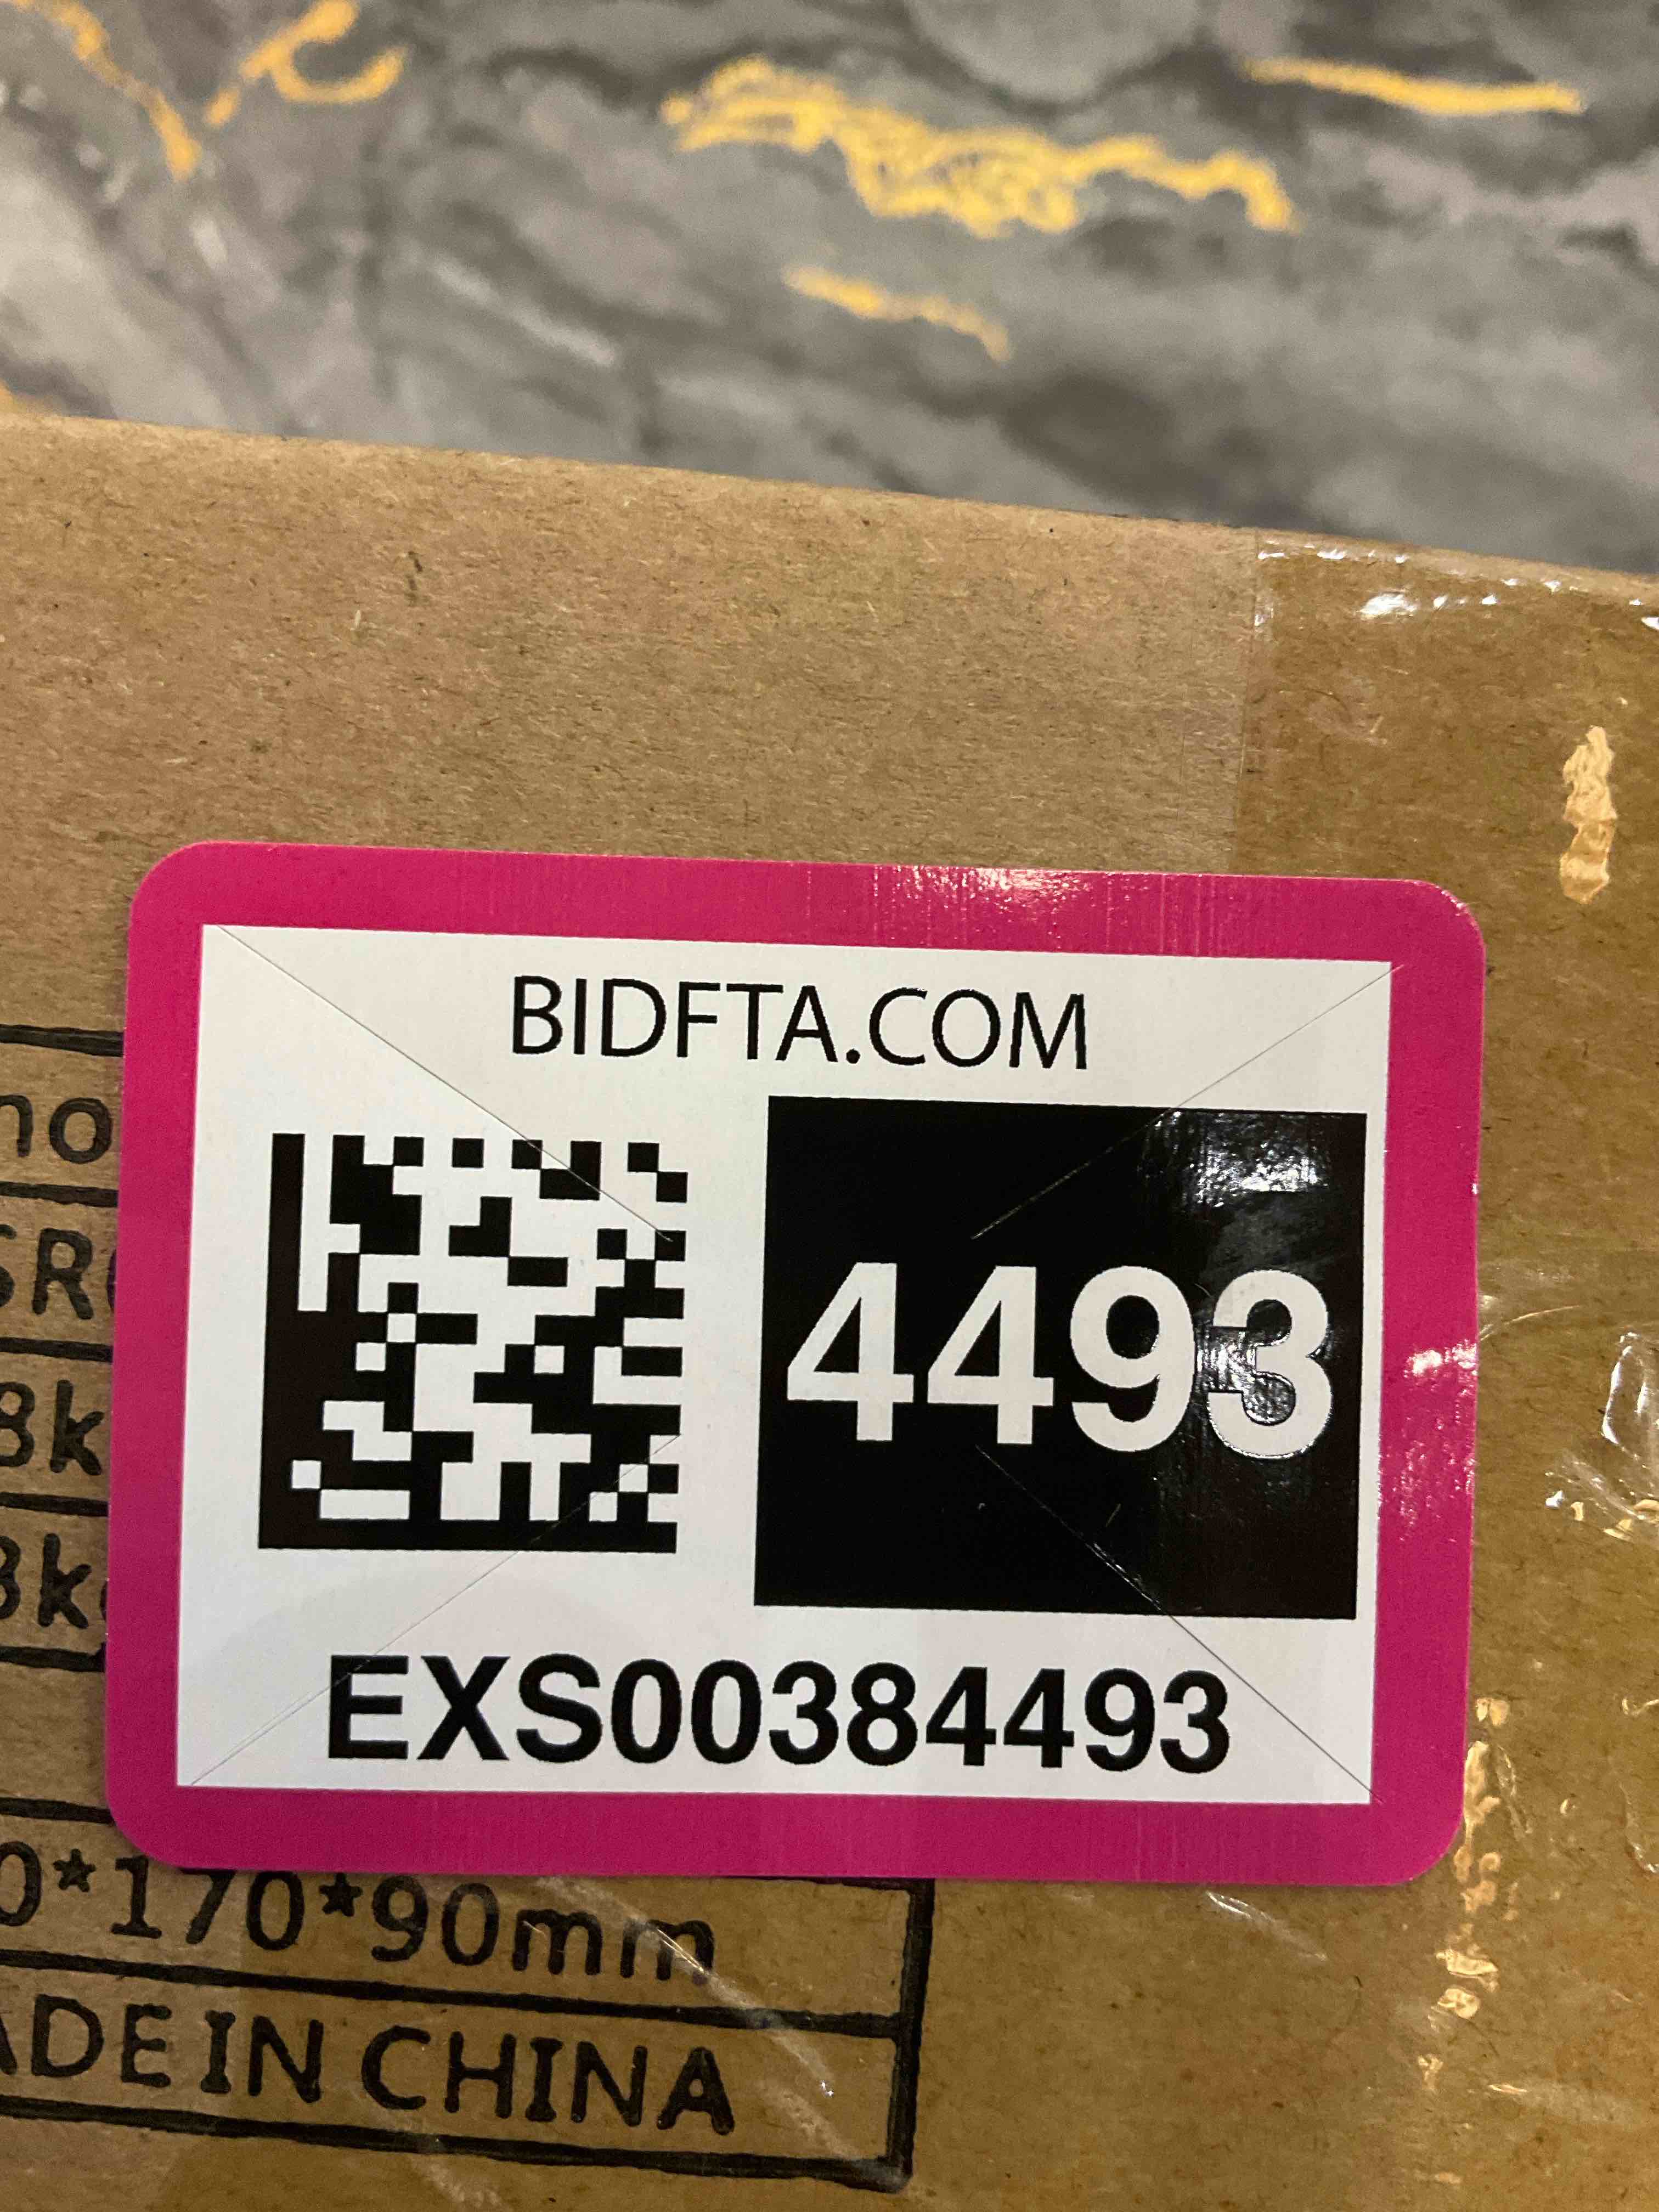 BIDFTA.COM
4493
EXS00384493
0*170*90mm
ADE IN CHINA